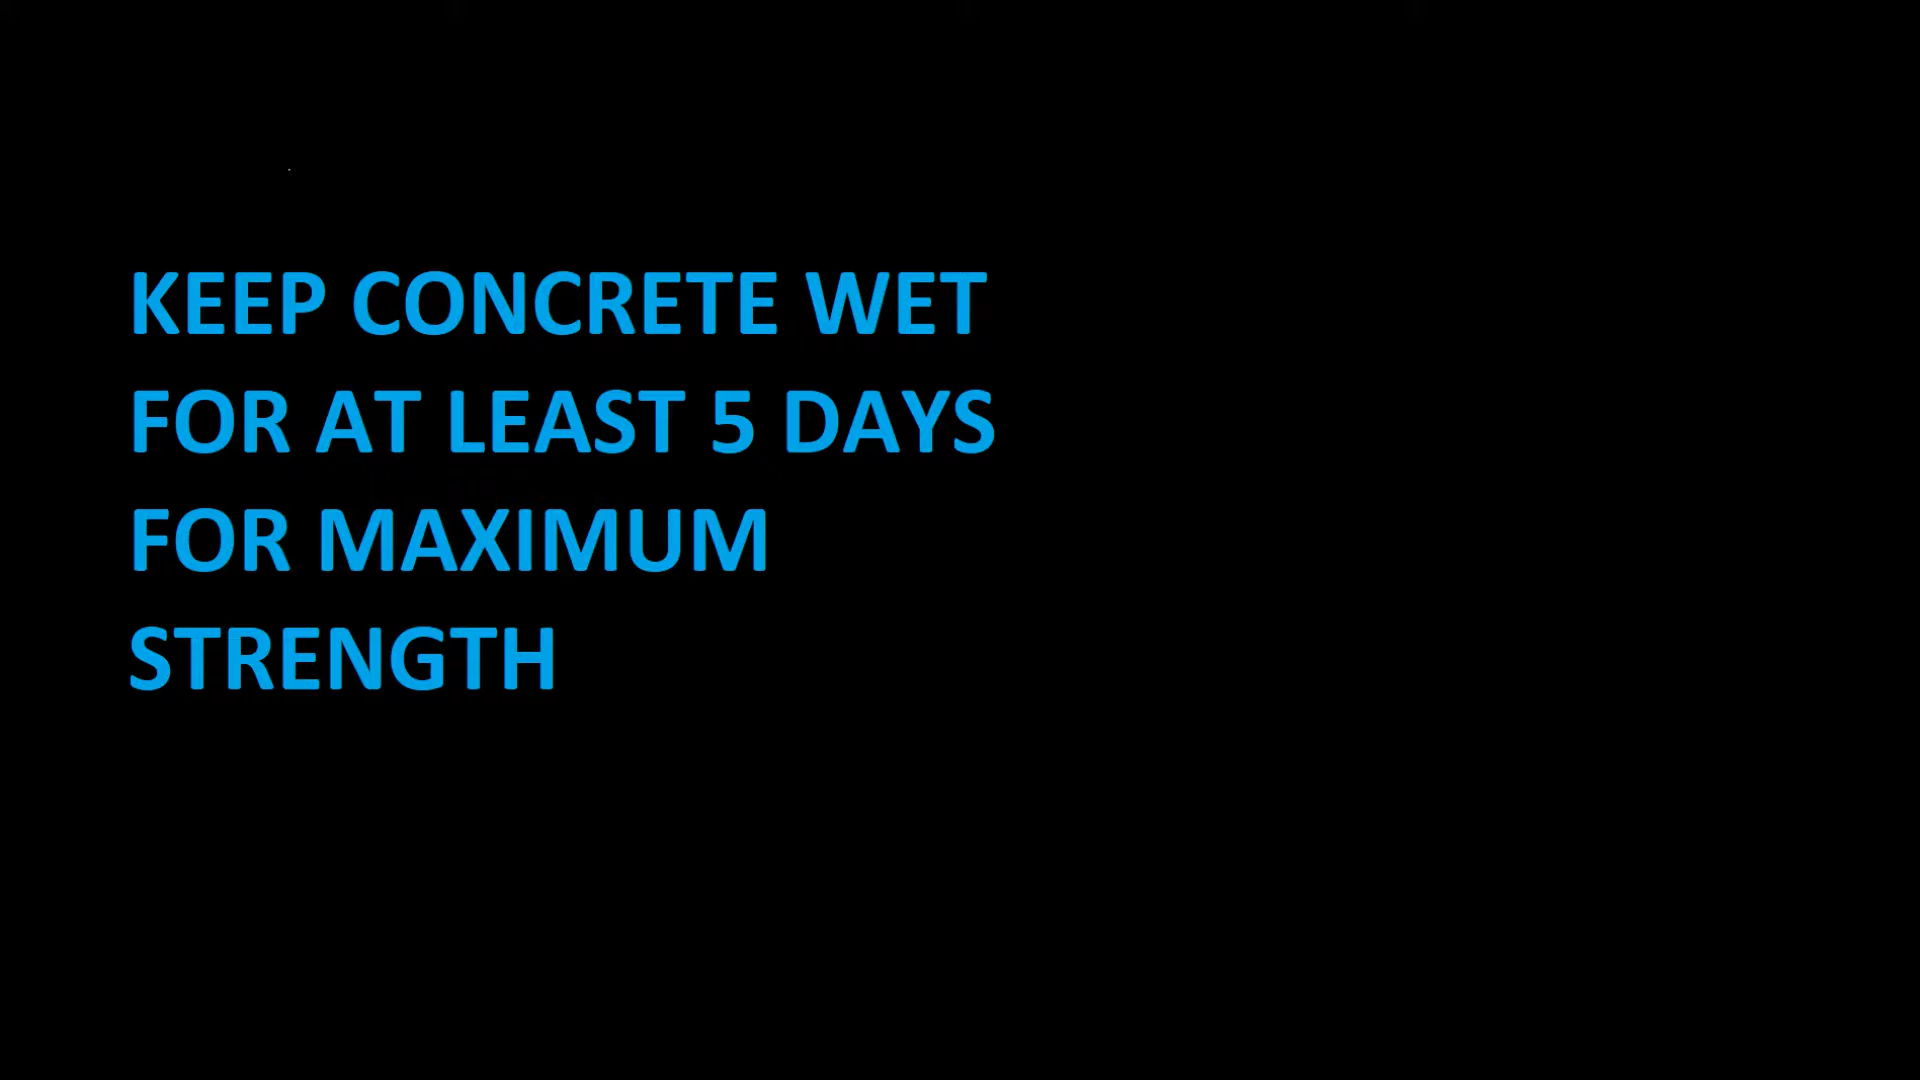 KEEP CONCRETE WET
FOR AT LEAST 5 DAYS
FOR MAXIMUM
STRENGTH